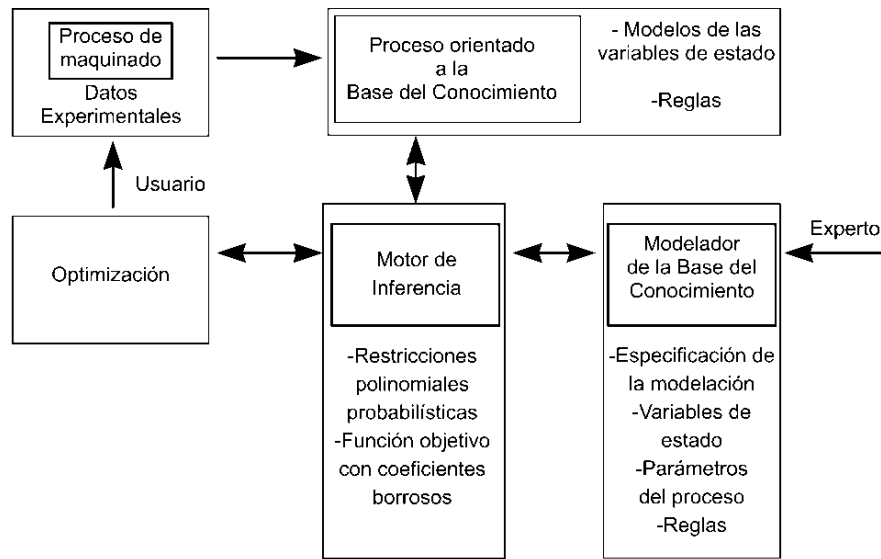 Proceso de
maquinado
Datos
Experimentales
Proceso orientado
a la
Base del Conocimiento
- Modelos de las
variables de estado
-Reglas
Usuario
Optimización
Motor de
Inferencia
-Restricciones
polinomiales
probabilísticas
-Función objetivo
con coeficientes
borrosos
Modelador
de la Base del
Conocimiento
-Especificación de
la modelación
-Variables de
estado
-Parámetros
del proceso
-Reglas
Experto